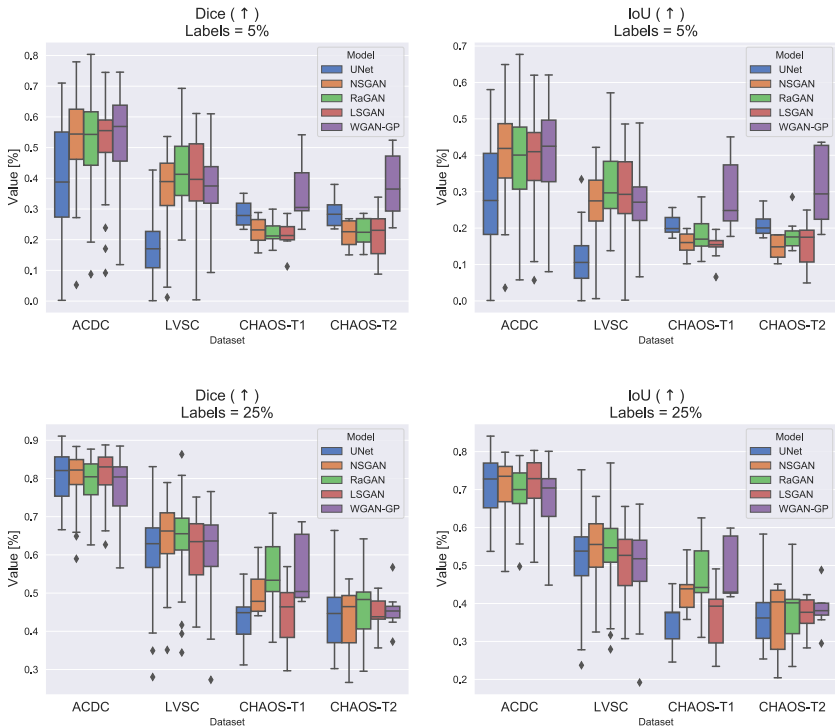 Dice ( ↑ )
Labels = 5%
Value [%]
0.8
0.7
0.6
0.5
0.4
0.3
0.2
0.1
0.0
Model
UNet
NSGAN
RaGAN
LSGAN
WGAN-GP
ACDC LVSC CHAOS-T1 CHAOS-T2
Dataset
IoU ( ↑ )
Labels = 5%
Value [%]
0.7
0.6
0.5
0.4
0.3
0.2
0.1
0.0
Model
UNet
NSGAN
RaGAN
LSGAN
WGAN-GP
ACDC LVSC CHAOS-T1 CHAOS-T2
Dataset
Dice ( ↑ )
Labels = 25%
Value [%]
0.9
0.8
0.7
0.6
0.5
0.4
0.3
Model
UNet
NSGAN
RaGAN
LSGAN
WGAN-GP
ACDC LVSC CHAOS-T1 CHAOS-T2
Dataset
IoU ( ↑ )
Labels = 25%
Value [%]
0.8
0.7
0.6
0.5
0.4
0.3
0.2
Model
UNet
NSGAN
RaGAN
LSGAN
WGAN-GP
ACDC LVSC CHAOS-T1 CHAOS-T2
Dataset